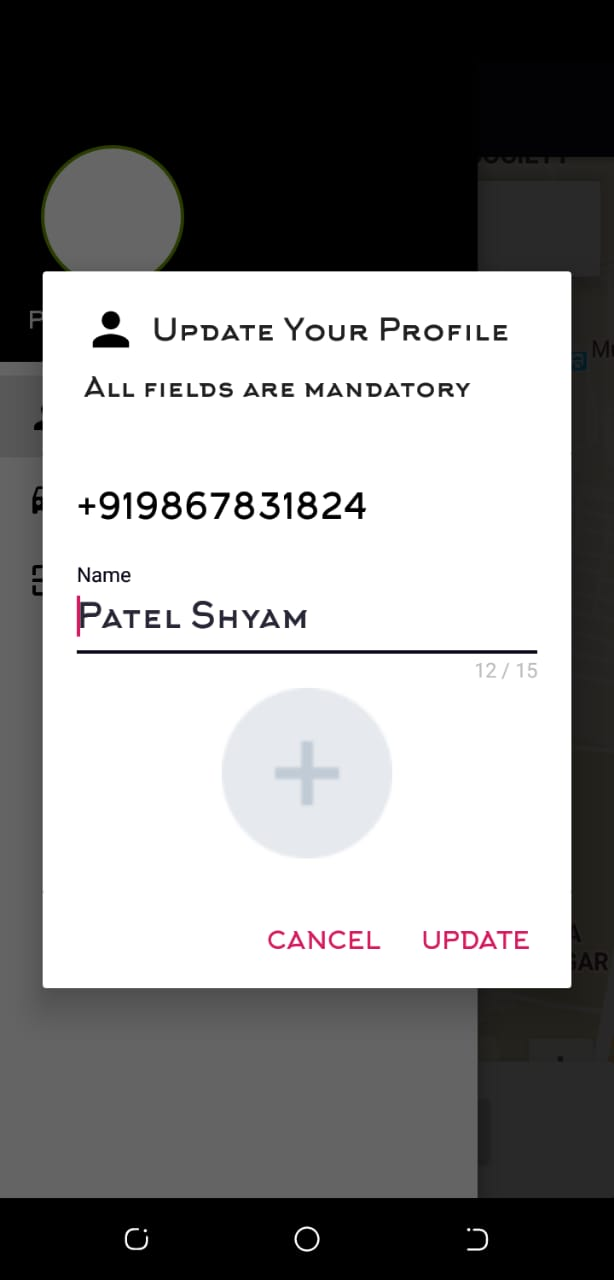 Update Your Profile
All fields are mandatory
+919867831824
Name
Patel Shyam
12 / 15
CANCEL
UPDATE